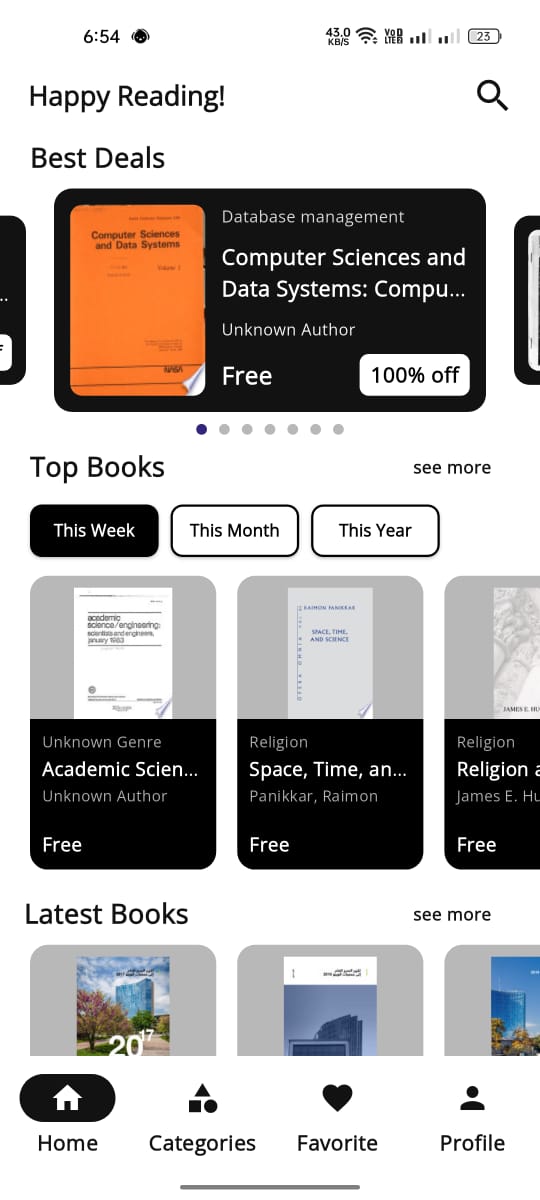 6:54
43.0
KB/S
Vo
LTE
23
Happy Reading!
Best Deals
Database management
Computer Sciences and
Data Systems: Compu...
Unknown Author
Free
100% off
Computer Sciences
and Data Systems
Volume 1
NASA
Top Books
see more
This Week
This Month
This Year
academic
science/engineering:
scientists and engineers,
january 1983
RAIMON PANIKKAR
SPACE, TIME,
AND SCIENCE
OPERA OMNIA
JAMES E. HU
Unknown Genre
Academic Scien...
Unknown Author
Free
Religion
Space, Time, an...
Panikkar, Raimon
Free
Religion
Religion a
James E. Hu
Free
Latest Books
see more
2017
Home
Categories
Favorite
Profile